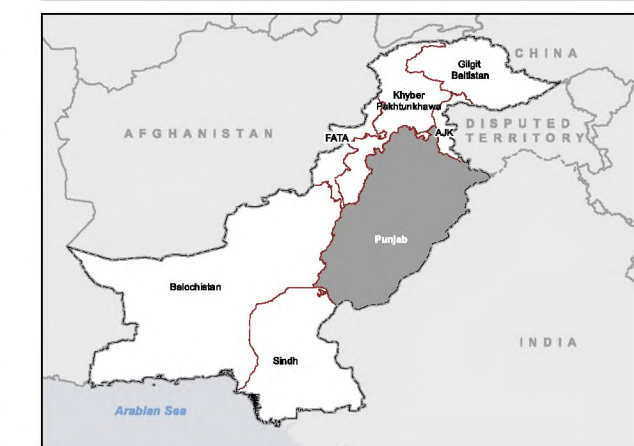 CHINA
Gilgit
Baltistan
Khyber
Pakhtunkhawa
DISPUTED
TERRITORY
AFGHANISTAN
FATA
AJK
Punjab
Balochistan
INDIA
Sindh
Arabian Sea